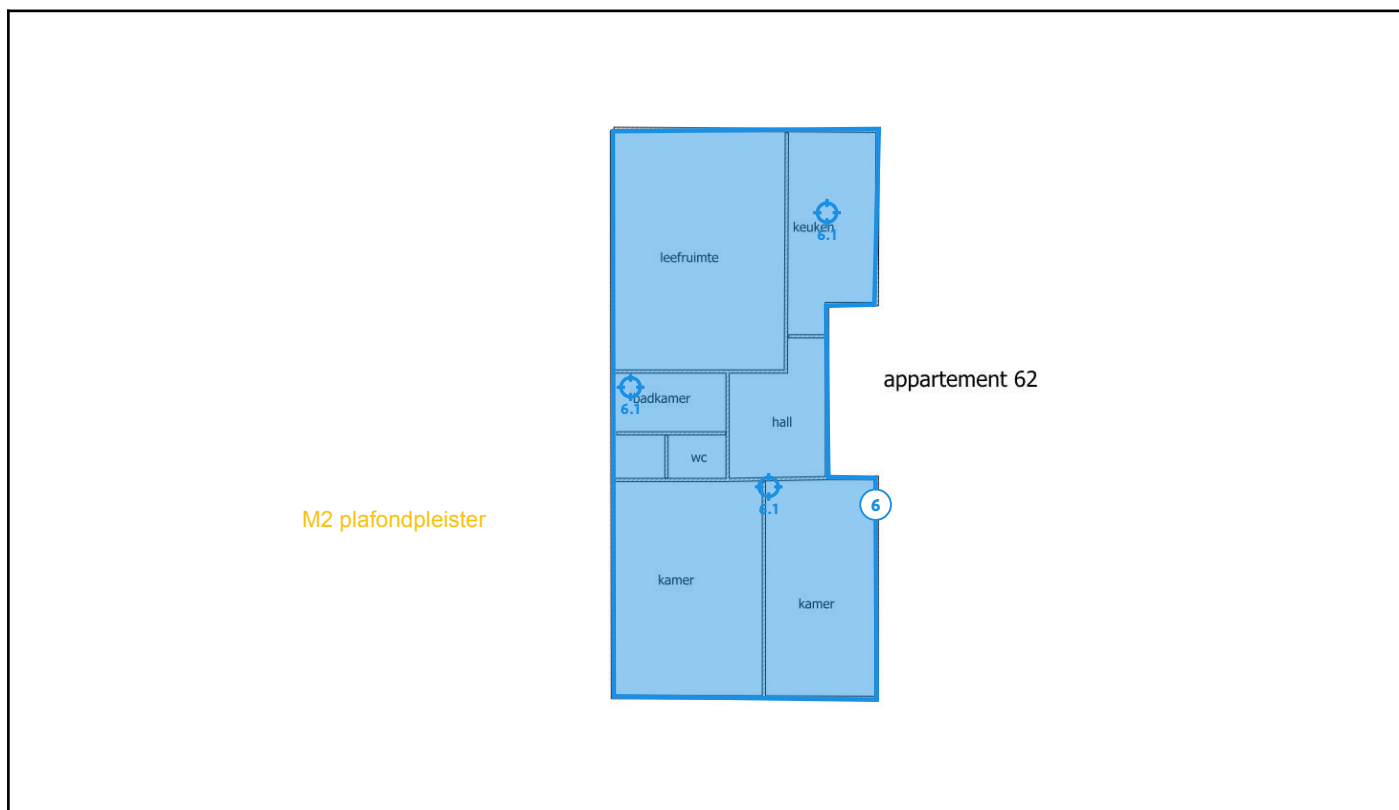 keuken
6.1
leefruimte
appartement 62
badkamer
6.1
hall
wc
6.1
6
M2 plafondpleister
kamer
kamer